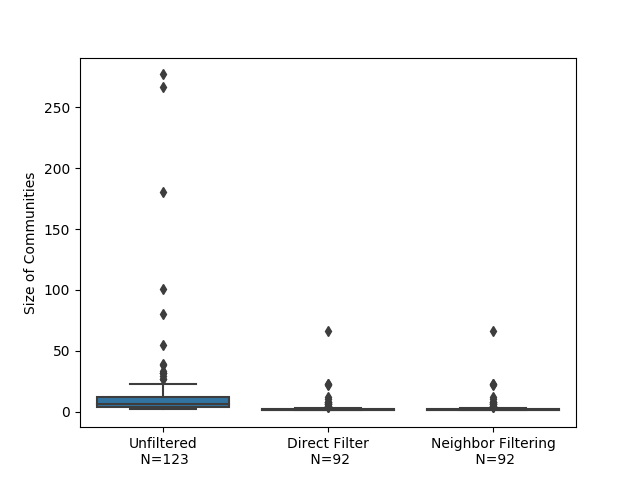 250
200
150
100
50
0
Size of Communities
Unfiltered
N=123
Direct Filter
N=92
Neighbor Filtering
N=92